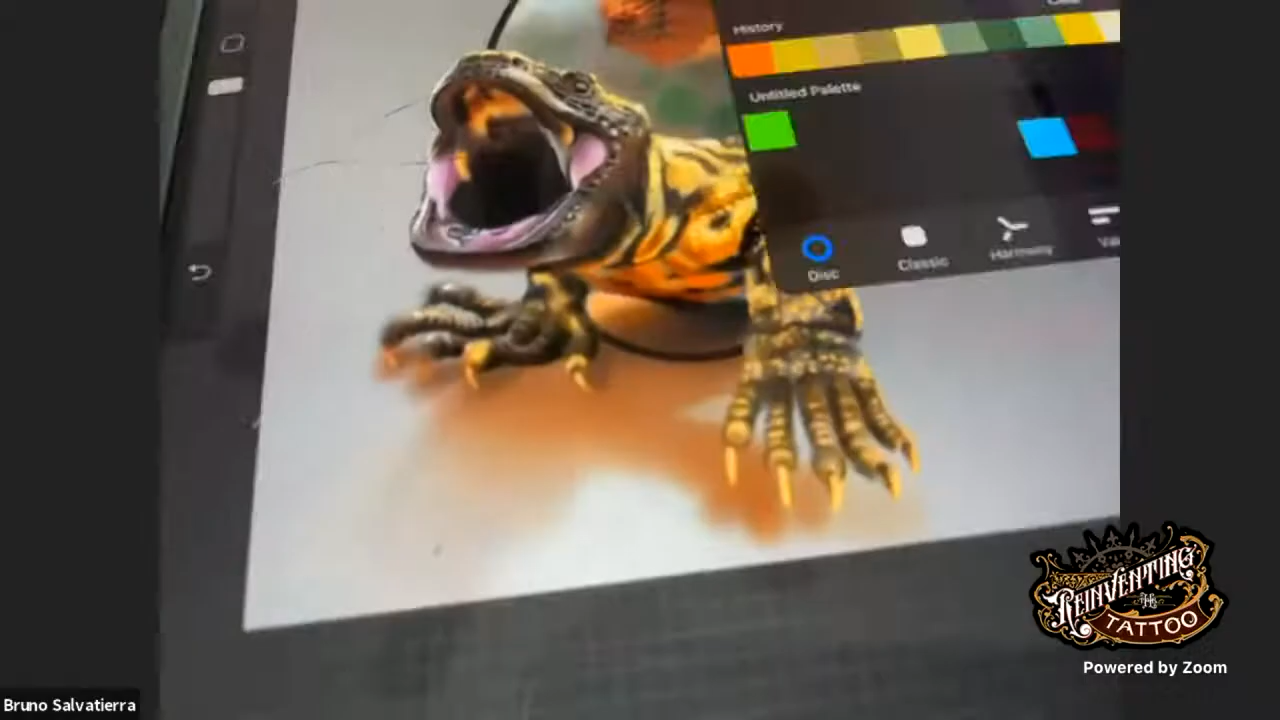 History
Untitled Palette
Disc
Classic
Harmony
REINVENTING
THE
TATTOO
Powered by Zoom
Bruno Salvatierra